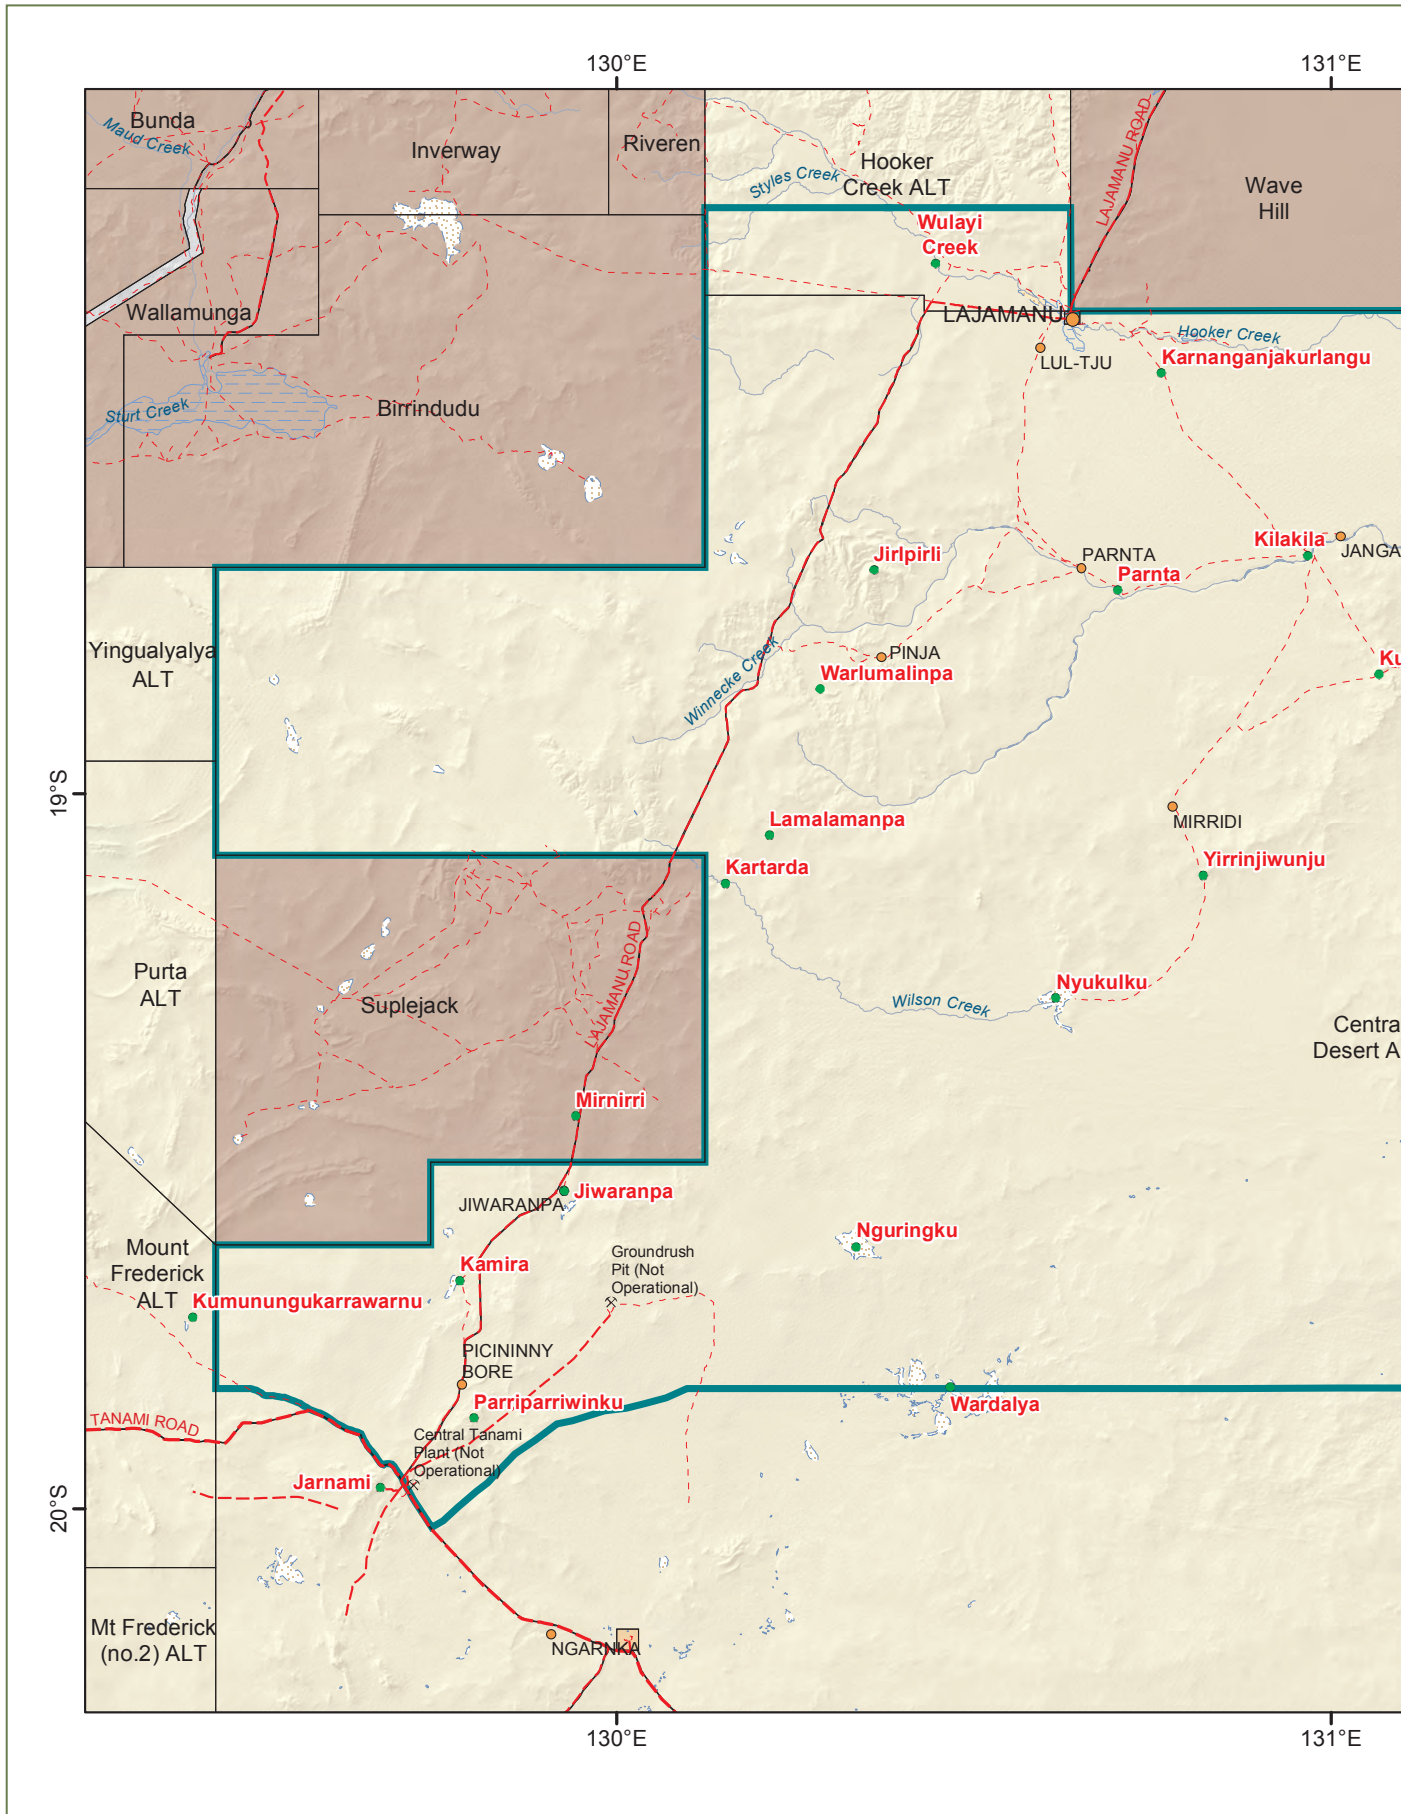 130°E
131°E
Bunda
Maud Creek
Inverway
Riveren
Hooker
Creek ALT
Styles Creek
LAJAMANU ROAD
Wave
Hill
Wulayi
Creek
Wallamunga
LAJAMANU
Hooker Creek
LUL-TJU
Karnanganjakurlangu
Sturt Creek
Birrindudu
Jirlpirli
PARNTA
Parnta
Kilakila
JANGA
Yingualyalya
ALT
Winnecke Creek
PINJA
Warlumalinpa
Ku
19°S
Lamalamanpa
MIRRIDI
Kartarda
Yirrinjiwunju
Purta
ALT
Suplejack
LAJAMANU ROAD
Nyukulku
Wilson Creek
Centra
Desert A
Mirnirri
JIWARANPA
Jiwaranpa
Nguringku
Mount
Frederick
ALT
Kamira
Groundrush
Pit (Not
Operational)
Kumunungukarrawarnu
PICININNY
BORE
Parriparriwinku
Wardalya
TANAMI ROAD
Central Tanami
Plant (Not
Operational)
Jarnami
20°S
Mt Frederick
(no.2) ALT
NGARNKA
130°E
131°E